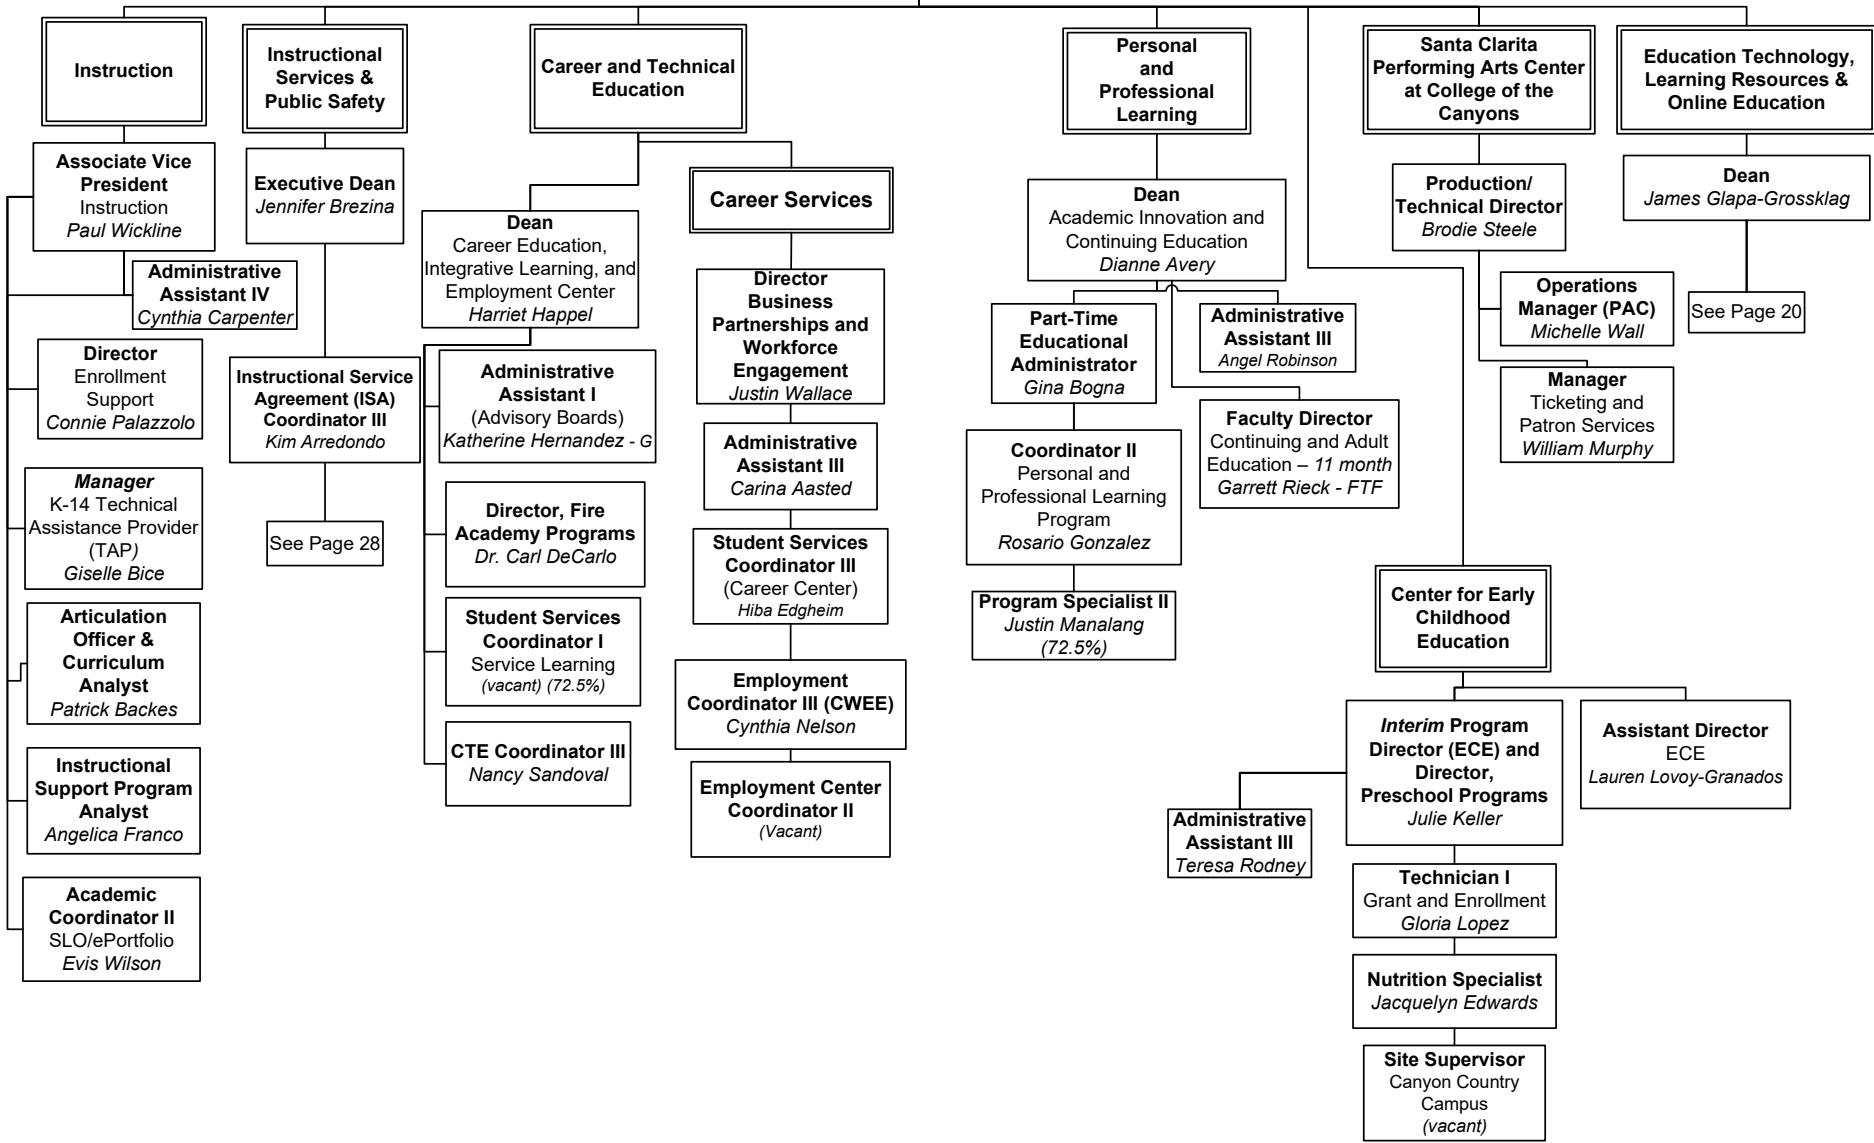 Instruction
Associate Vice
President
Instruction
Paul Wickline
Administrative
Assistant IV
Cynthia Carpenter
Director
Enrollment
Support
Connie Palazzolo
Manager
K-14 Technical
Assistance Provider
(TAP)
Giselle Bice
Articulation
Officer &
Curriculum
Analyst
Patrick Backes
Instructional
Support Program
Analyst
Angelica Franco
Academic
Coordinator II
SLO/ePortfolio
Evis Wilson
Instructional
Services &
Public Safety
Executive Dean
Jennifer Brezina
Instructional Service
Agreement (ISA)
Coordinator III
Kim Arredondo
See Page 28
Career and Technical
Education
Dean
Career Education,
Integrative Learning, and
Employment Center
Harriet Happel
Administrative
Assistant I
(Advisory Boards)
Katherine Hernandez - G
Director, Fire
Academy Programs
Dr. Carl DeCarlo
Student Services
Coordinator I
Service Learning
(vacant) (72.5%)
CTE Coordinator III
Nancy Sandoval
Career Services
Director
Business
Partnerships and
Workforce
Engagement
Justin Wallace
Administrative
Assistant III
Carina Aasted
Student Services
Coordinator III
(Career Center)
Hiba Edgheim
Employment
Coordinator III (CWEE)
Cynthia Nelson
Employment Center
Coordinator II
(Vacant)
Personal
and
Professional
Learning
Dean
Academic Innovation and
Continuing Education
Dianne Avery
Part-Time
Educational
Administrator
Gina Bogna
Coordinator II
Personal and
Professional Learning
Program
Rosario Gonzalez
Program Specialist II
Justin Manalang
(72.5%)
Administrative
Assistant III
Angel Robinson
Faculty Director
Continuing and Adult
Education – 11 month
Garrett Rieck - FTF
Santa Clarita
Performing Arts Center
at College of the
Canyons
Production/
Technical Director
Brodie Steele
Operations
Manager (PAC)
Michelle Wall
Manager
Ticketing and
Patron Services
William Murphy
Education Technology,
Learning Resources &
Online Education
Dean
James Glapa-Grossklag
See Page 20
Center for Early
Childhood
Education
Interim Program
Director (ECE) and
Director,
Preschool Programs
Julie Keller
Assistant Director
ECE
Lauren Lovoy-Granados
Administrative
Assistant III
Teresa Rodney
Technician I
Grant and Enrollment
Gloria Lopez
Nutrition Specialist
Jacquelyn Edwards
Site Supervisor
Canyon Country
Campus
(vacant)